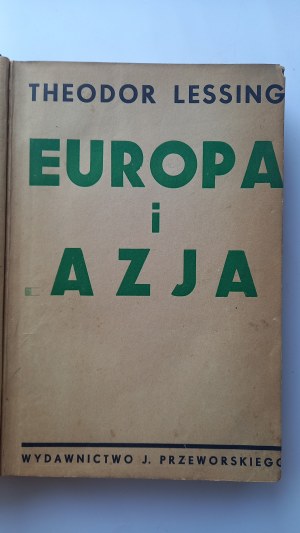 THEODOR LESSING
EUROPA
i
AZJA
WYDAWNICTWO J. PRZEWORSKIEGO